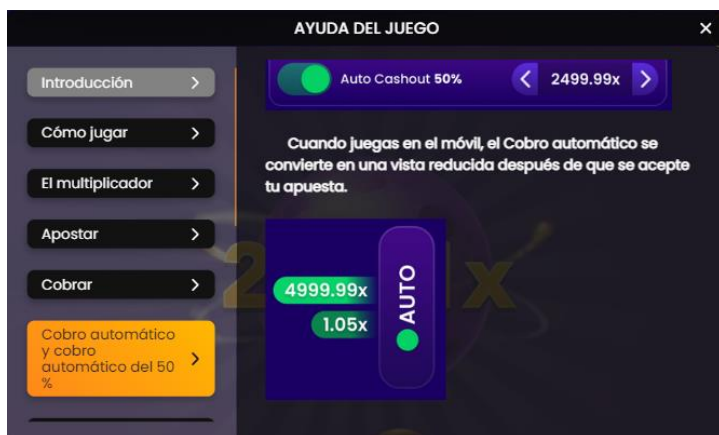 AYUDA DEL JUEGO
Introducción
Cómo jugar
El multiplicador
Apostar
Cobrar
Cobro automático
y cobro
automático del 50
%
Auto Cashout 50%
2499.99x
Cuando juegas en el móvil, el Cobro automático se
convierte en una vista reducida después de que se acepte
tu apuesta.
4999.99x
1.05x
AUTO